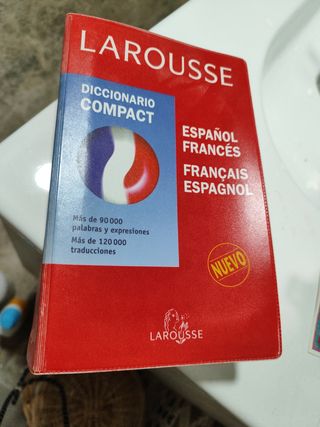 LAROUSSE
DICCIONARIO
COMPACT
ESPAÑOL
FRANCÉS
FRANÇAIS
ESPAGNOL
Más de 90 000
palabras y expresiones
Más de 120 000
traducciones
NUEVO
LAROUSSE